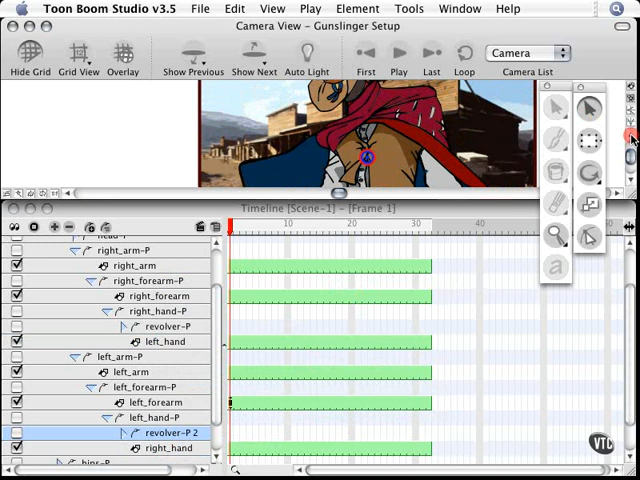 Toon Boom Studio v3.5 File Edit View Play Element Tools Window Help
Camera View – Gunslinger Setup
Camera
Hide Grid Grid View Overlay Show Previous Show Next Auto Light First Play Last Loop Camera List
Timeline [Scene-1] – [Frame 1]
10 20 30 40
right_arm-P
right_arm
right_forearm-P
right_forearm
right_hand-P
revolver-P
left_hand
left_arm-P
left_arm
left_forearm-P
left_forearm
left_hand-P
revolver-P 2
right_hand
hips-P
a
VTC